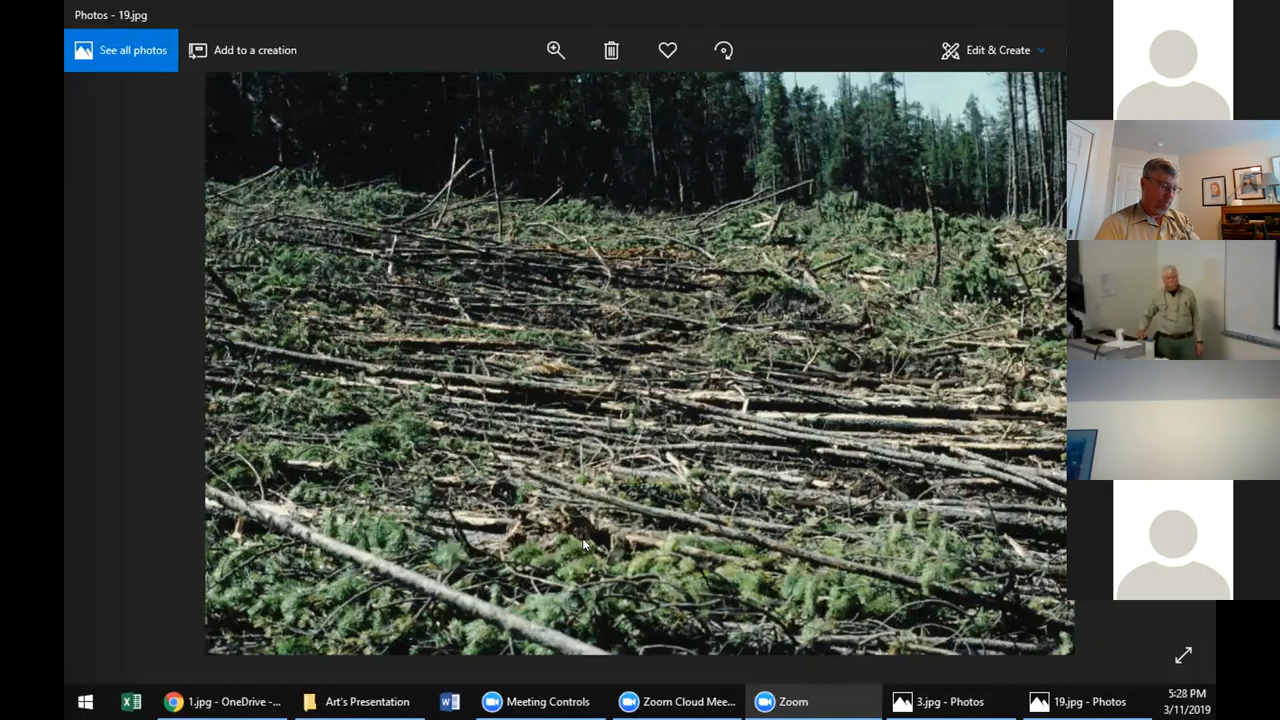 Photos - 19.jpg
See all photos
Add to a creation
Edit & Create
1.jpg - OneDrive -...
Art's Presentation
Meeting Controls
Zoom Cloud Mee...
Zoom
3.jpg - Photos
19.jpg - Photos
5:28 PM
3/11/2019